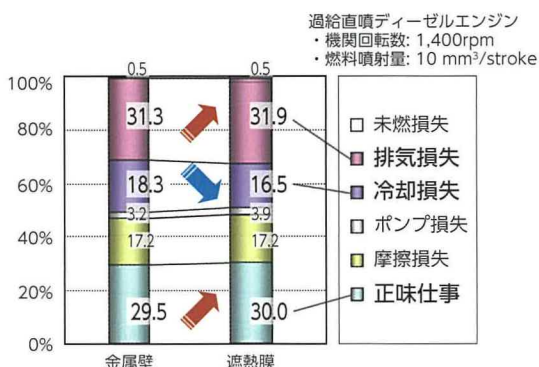 過給直噴ディーゼルエンジン
・機関回転数: 1,400rpm
・燃料噴射量: 10 mm³/stroke
100%
80%
60%
40%
20%
0%
0.5
31.3
18.3
3.2
17.2
29.5
0.5
31.9
16.5
3.9
17.2
30.0
金属壁
遮熱膜
未燃損失
排気損失
冷却損失
ポンプ損失
摩擦損失
正味仕事